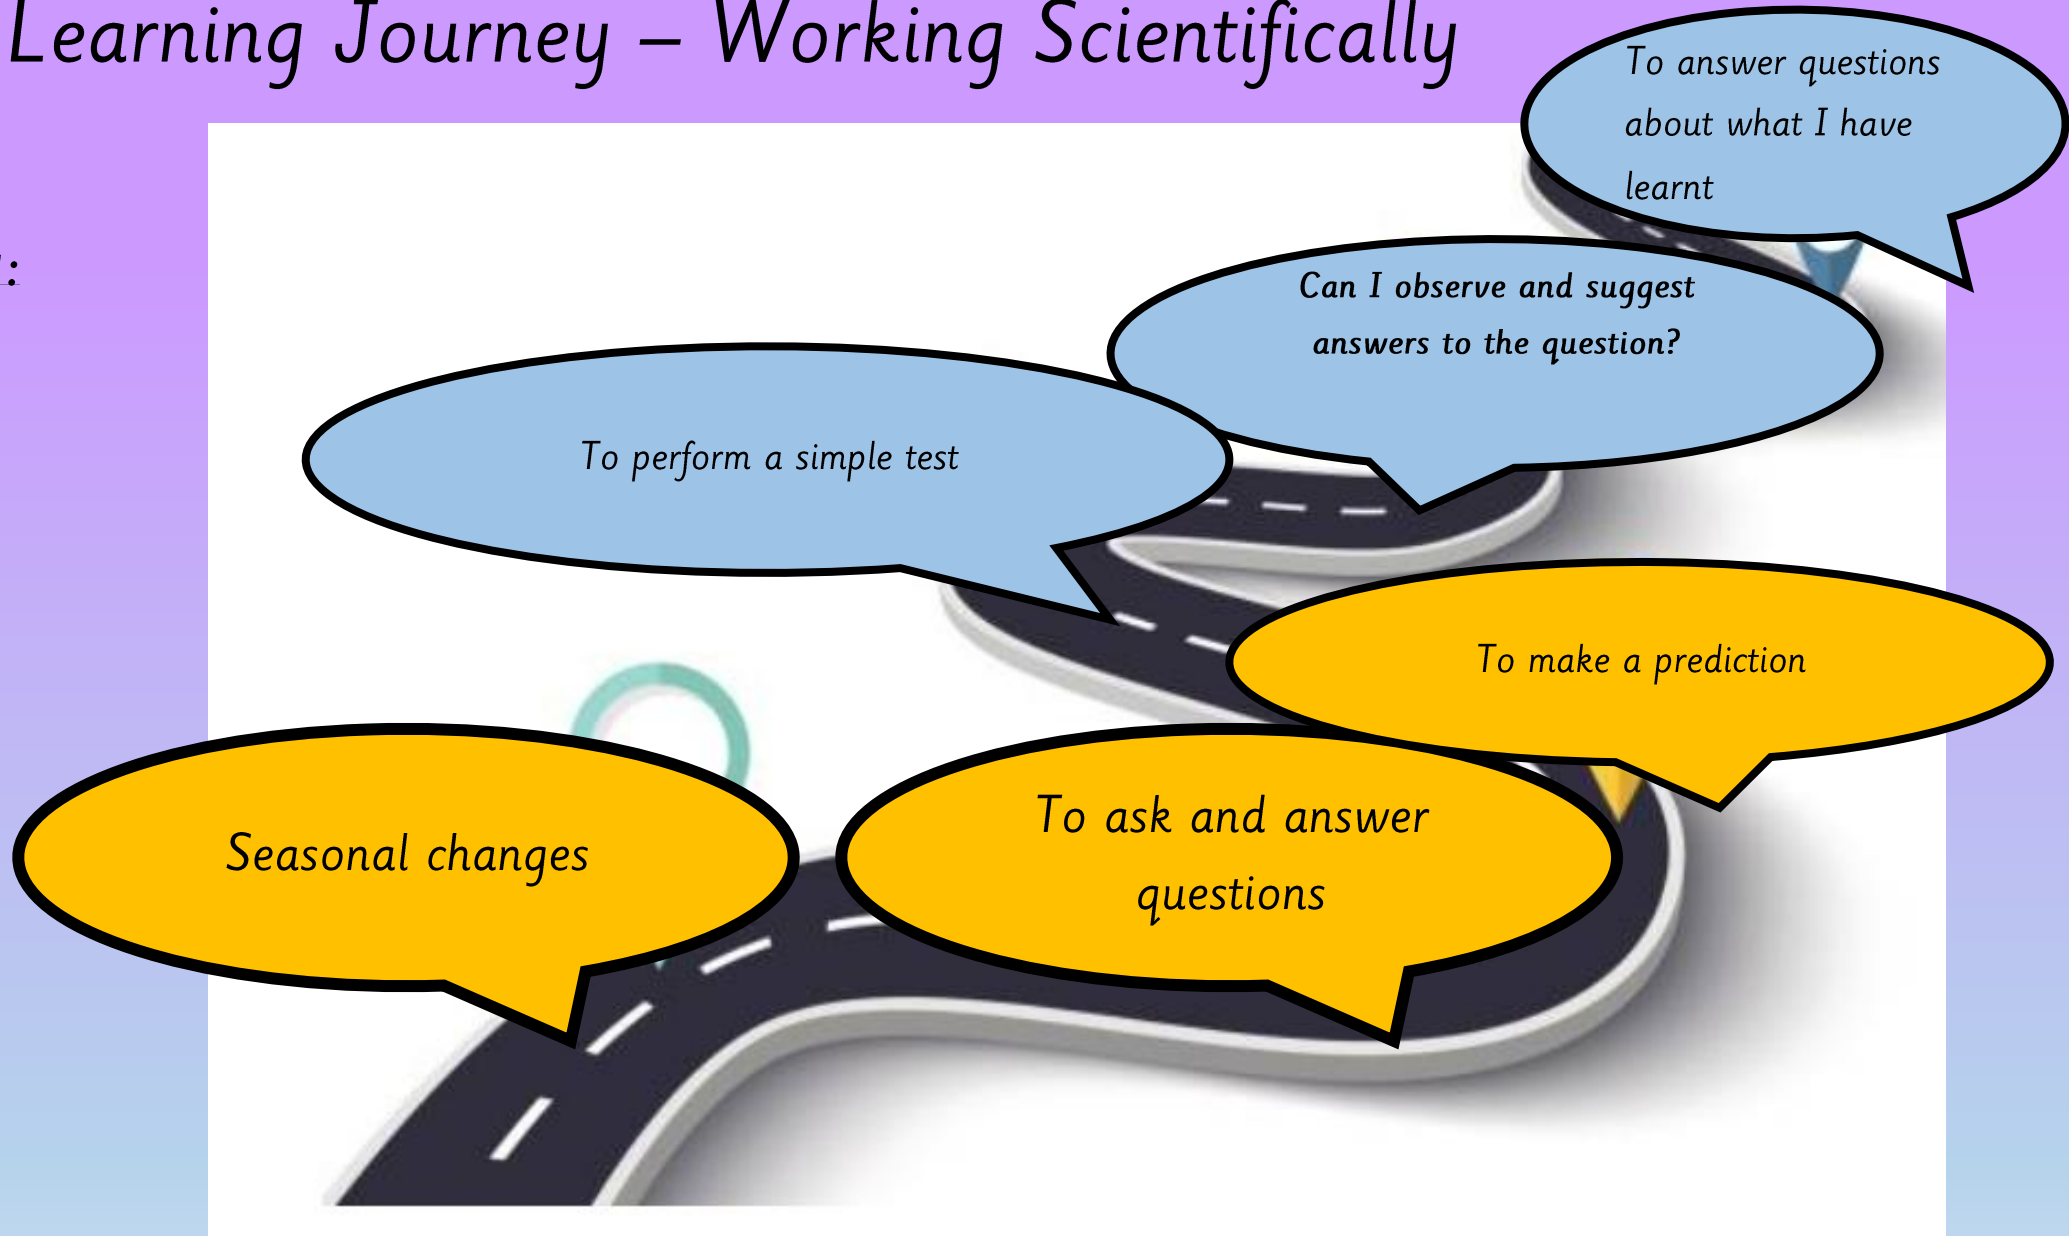 Learning Journey – Working Scientifically
To answer questions
about what I have
learnt
:
Can I observe and suggest
answers to the question?
To perform a simple test
To make a prediction
To ask and answer
questions
Seasonal changes